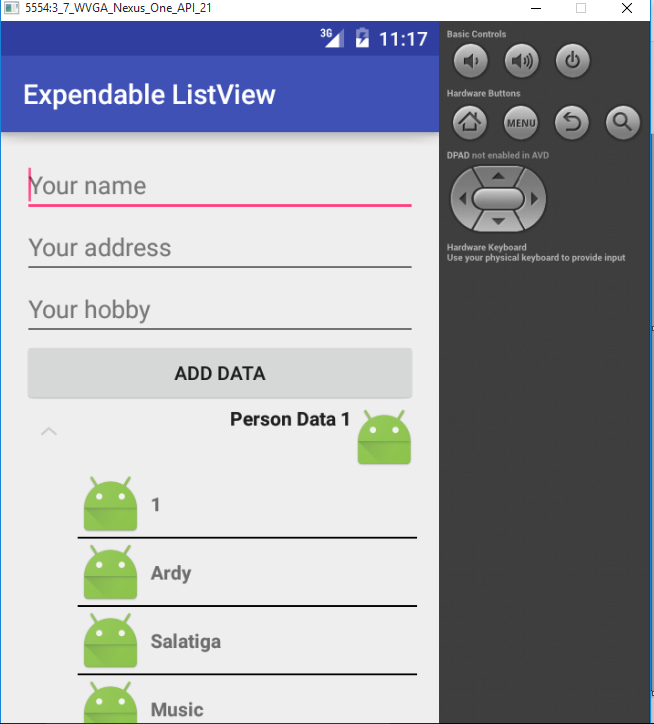 5554:3_7_WVGA_Nexus_One_API_21
3G 11:17
Expendable ListView
Your name
Your address
Your hobby
ADD DATA
Person Data 1
1
Ardy
Salatiga
Music
Basic Controls
Hardware Buttons
MENU
DPAD not enabled in AVD
Hardware Keyboard
Use your physical keyboard to provide input